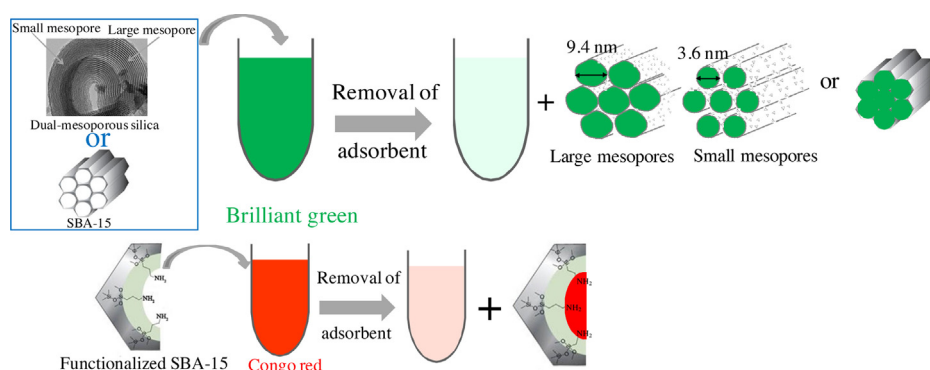 Small mesopore
Large mesopore
Dual-mesoporous silica
or
SBA-15
Removal of
adsorbent
Brilliant green
+
9.4 nm
3.6 nm
or
Large mesopores
Small mesopores
NH2
NH2
NH2
Functionalized SBA-15
Congo red
Removal of
adsorbent
+
NH2
NH2
NH2